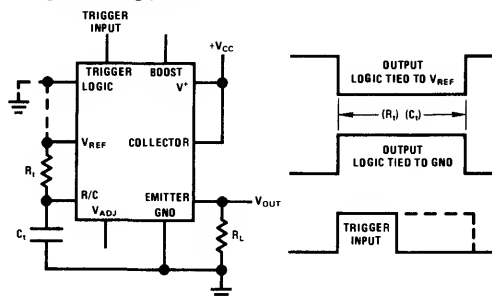 TRIGGER
INPUT
+VCC
TRIGGER
BOOST
LOGIC
V+
VREF
COLLECTOR
Rt
R/C
EMITTER
VOUT
VADJ
GND
Ct
RL
OUTPUT
LOGIC TIED TO VREF
(Rt) (Ct)
OUTPUT
LOGIC TIED TO GND
TRIGGER
INPUT